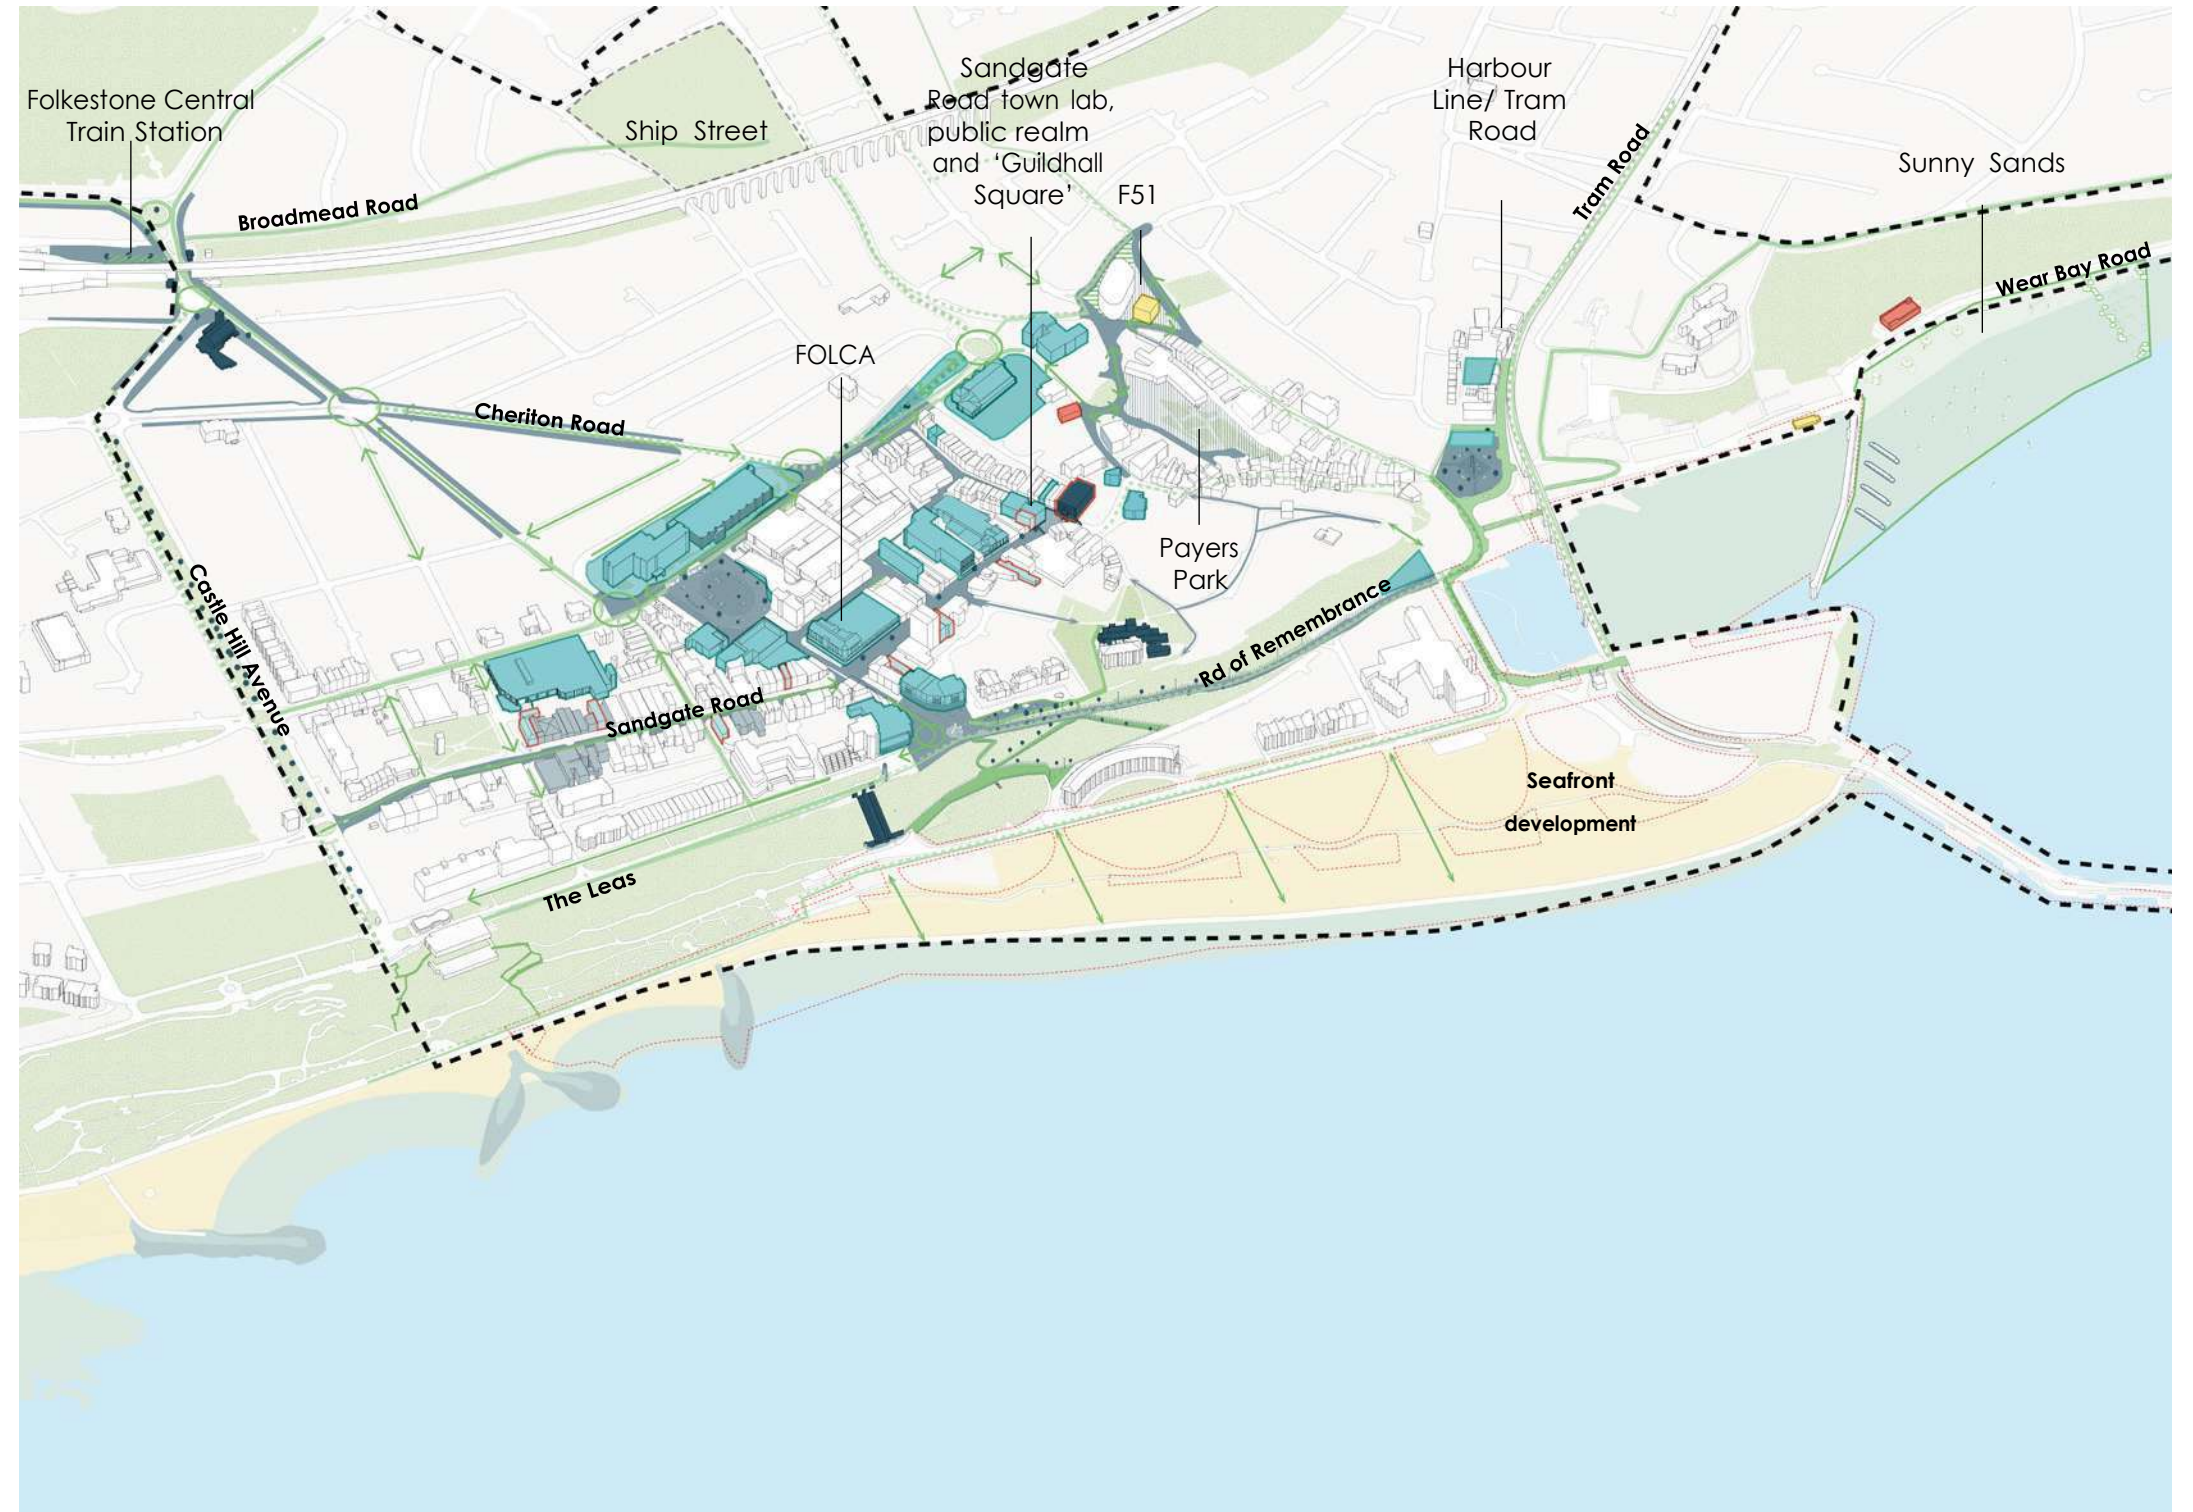 Folkestone Central
Train Station
Ship Street
Sandgate
Road town lab,
public realm
and ‘Guildhall
Square’
F51
Harbour
Line/ Tram
Road
Tram Road
Sunny Sands
Wear Bay Road
Broadmead Road
FOLCA
Cheriton Road
Payers
Park
Castle Hill Avenue
Rd of Remembrance
Sandgate Road
Seafront
development
The Leas